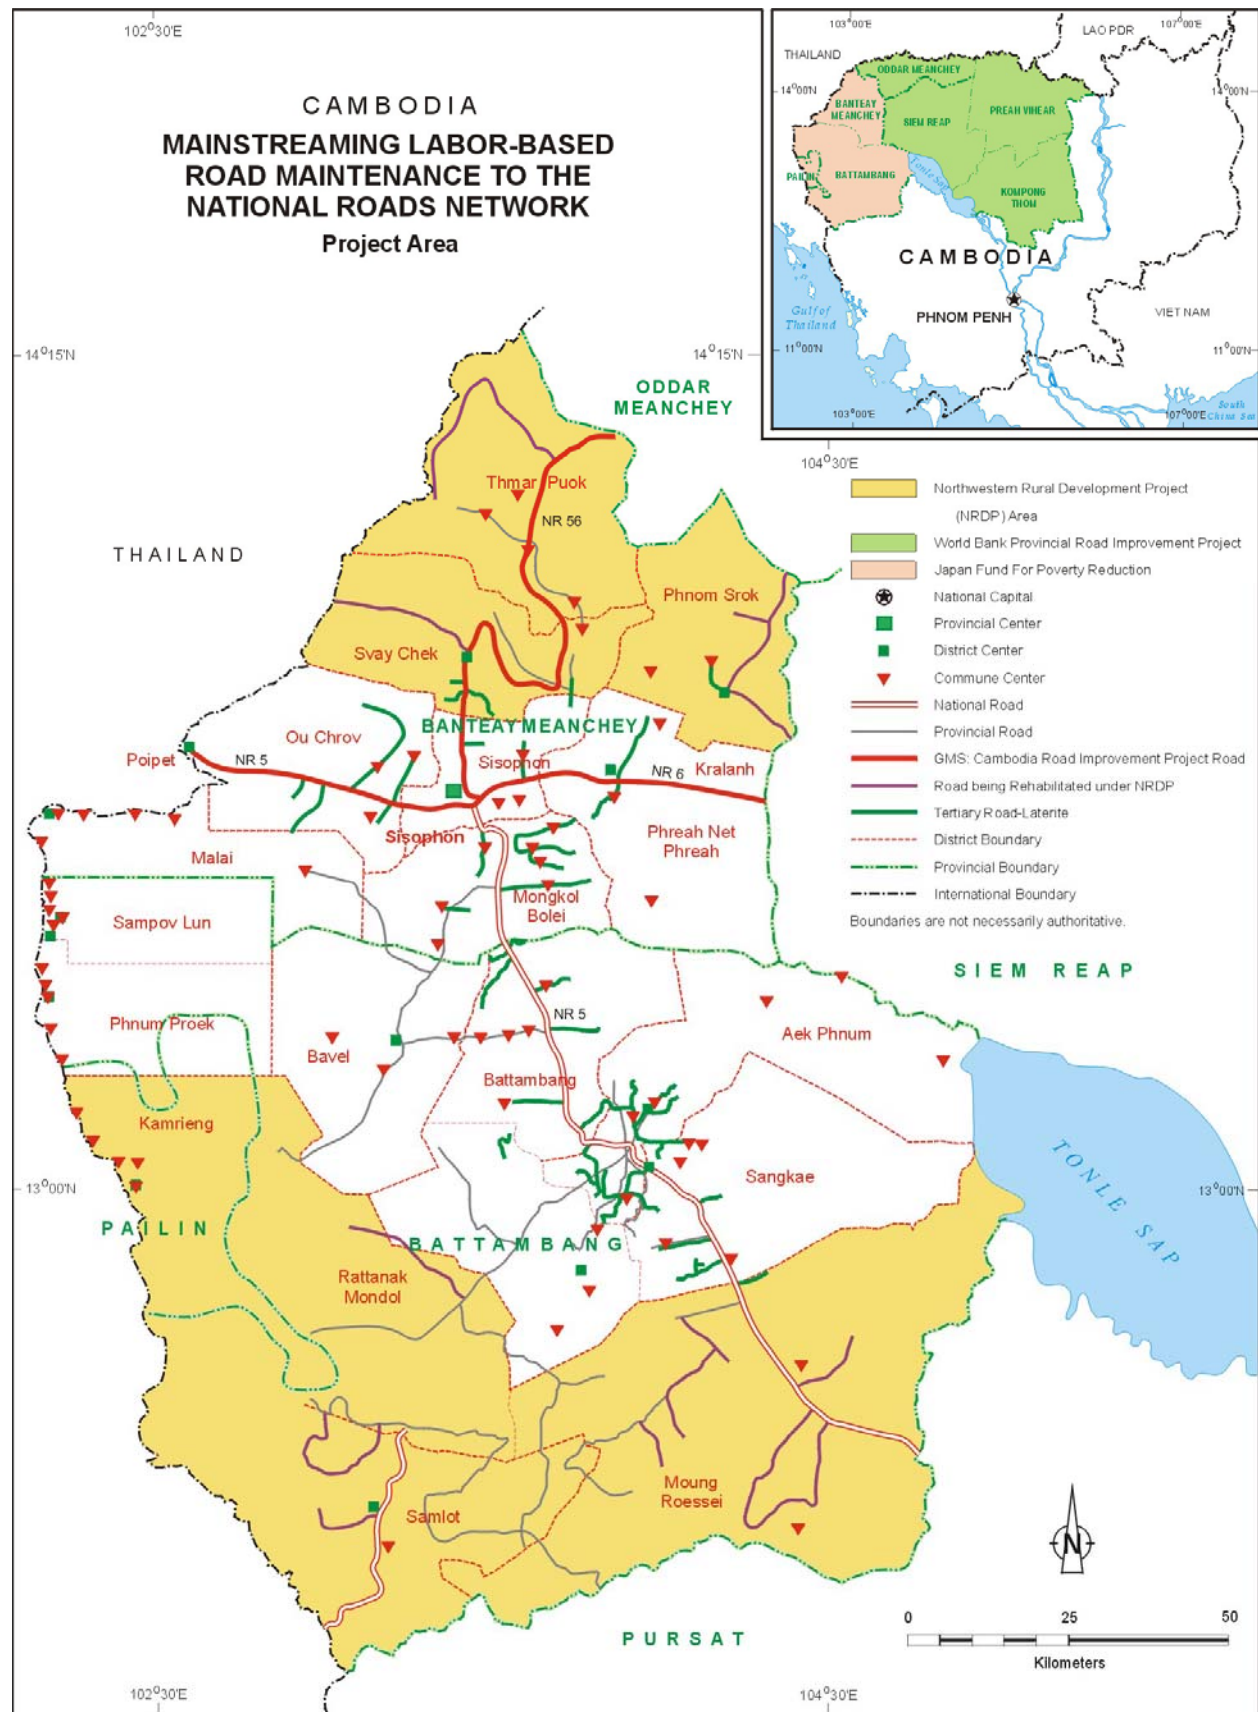 102°30'E
CAMBODIA
MAINSTREAMING LABOR-BASED
ROAD MAINTENANCE TO THE
NATIONAL ROADS NETWORK
Project Area
103°00'E
107°00'E
LAO PDR
THAILAND
ODDAR MEANCHEY
14°00'N
14°00'N
BANTEAY
MEANCHEY
PREAH VIHEAR
SIEM REAP
PAILIN
BATTAMBANG
Tonle Sap
KOMPONG
THOM
CAMBODIA
PHNOM PENH
Gulf of
Thailand
VIET NAM
11°00'N
11°00'N
South
China Sea
103°00'E
107°00'E
14°15'N
14°15'N
ODDAR
MEANCHEY
104°30'E
Northwestern Rural Development Project
(NRDP) Area
World Bank Provincial Road Improvement Project
Japan Fund For Poverty Reduction
National Capital
Provincial Center
District Center
Commune Center
National Road
Provincial Road
GMS: Cambodia Road Improvement Project Road
Road being Rehabilitated under NRDP
Tertiary Road-Laterite
District Boundary
Provincial Boundary
International Boundary
Boundaries are not necessarily authoritative.
Thmar Puok
NR 56
THAILAND
Phnom Srok
Svay Chek
BANTEAY MEANCHEY
Ou Chrov
Poipet
NR 5
Sisophon
NR 6
Kralanh
Sisophon
Phreah Net
Phreah
Malai
Mongkol
Bolei
Sampov Lun
SIEM REAP
Phnum Proek
NR 5
Bavel
Aek Phnum
Battambang
Kamrieng
TONLE SAP
Sangkae
13°00'N
13°00'N
PAILIN
BATTAMBANG
Rattanak
Mondol
Moung
Roessei
Samlot
N
PURSAT
0 25 50
Kilometers
102°30'E
104°30'E